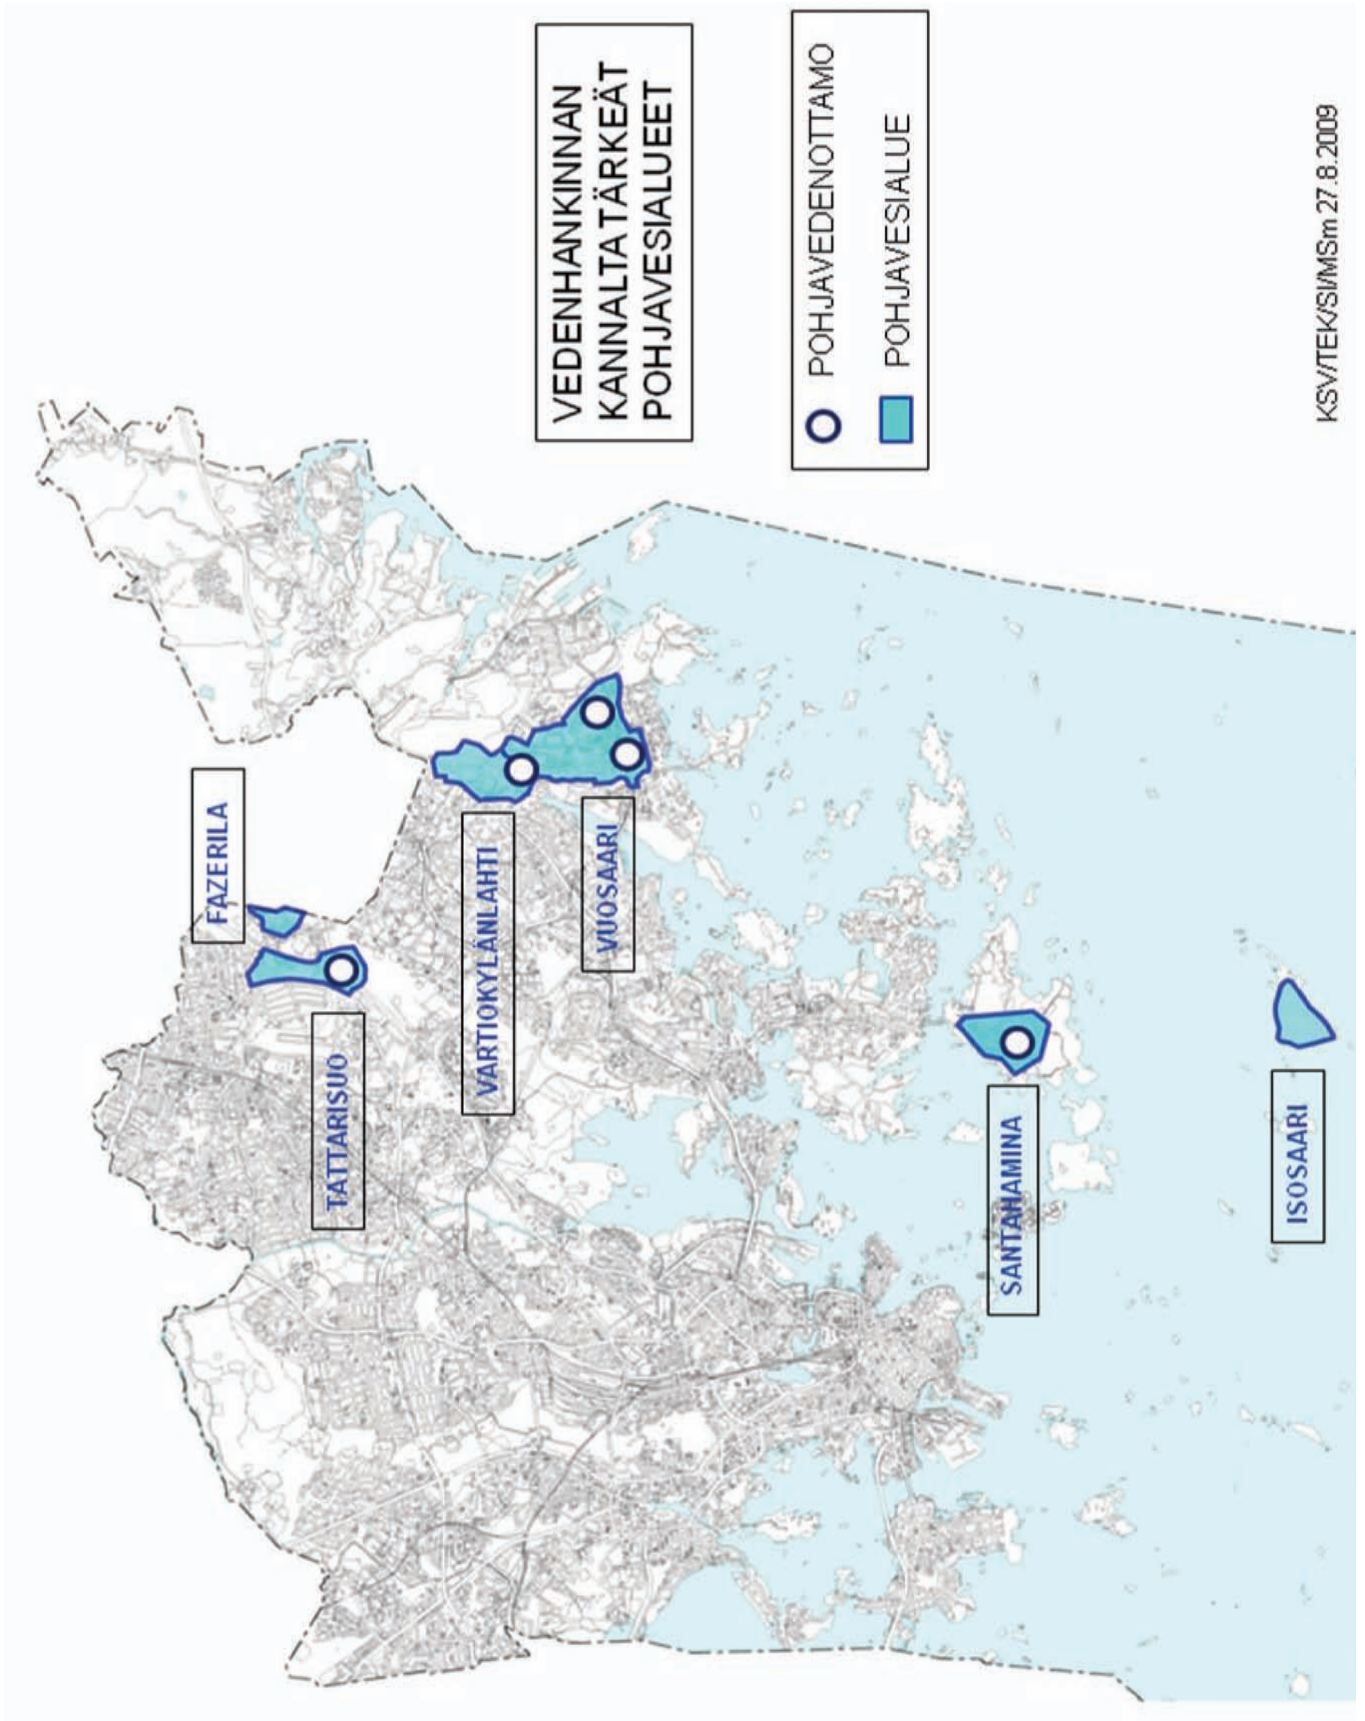 VEDENHANKINNAN
KANNALTA TÄRKEÄT
POHJAVESIALUEET
POHJAVEDENOTTAMO
POHJAVESIALUE
FAZERILA
TATTARISUO
VARTIOKYLÄNLAHTI
VUOSAARI
SANTAHAMINA
ISOSAARI
KSV/TEK/SI/MSm 27.8.2009